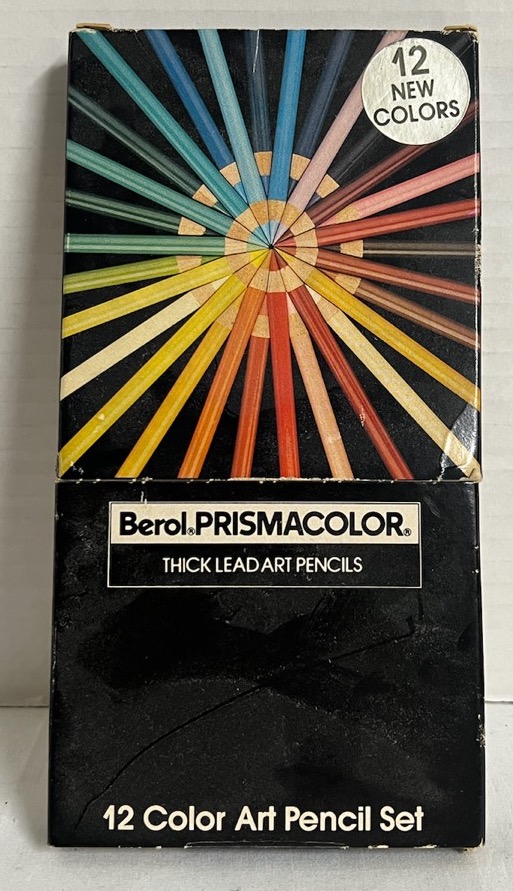 12
NEW
COLORS
Berol® PRISMACOLOR®
THICK LEAD ART PENCILS
12 Color Art Pencil Set